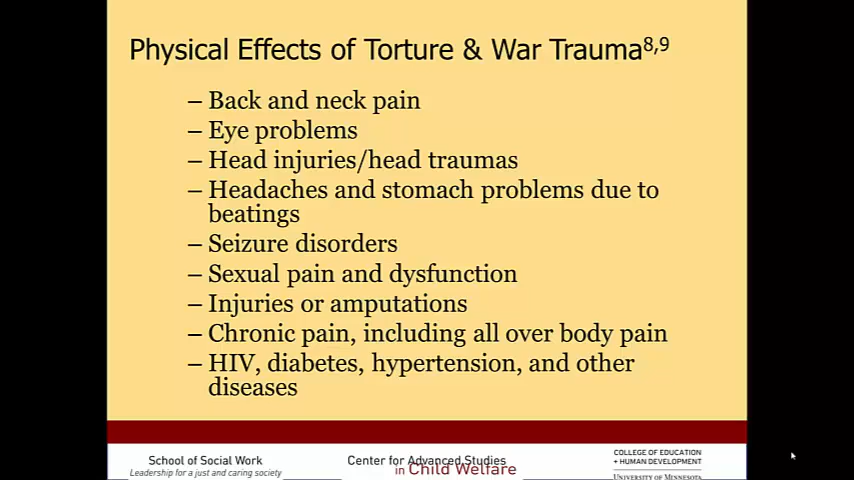 Physical Effects of Torture & War Trauma8,9
– Back and neck pain
– Eye problems
– Head injuries/head traumas
– Headaches and stomach problems due to
beatings
– Seizure disorders
– Sexual pain and dysfunction
– Injuries or amputations
– Chronic pain, including all over body pain
– HIV, diabetes, hypertension, and other
diseases
School of Social Work
Leadership for a just and caring society
Center for Advanced Studies
in Child Welfare
COLLEGE OF EDUCATION
+ HUMAN DEVELOPMENT
UNIVERSITY OF MINNESOTA